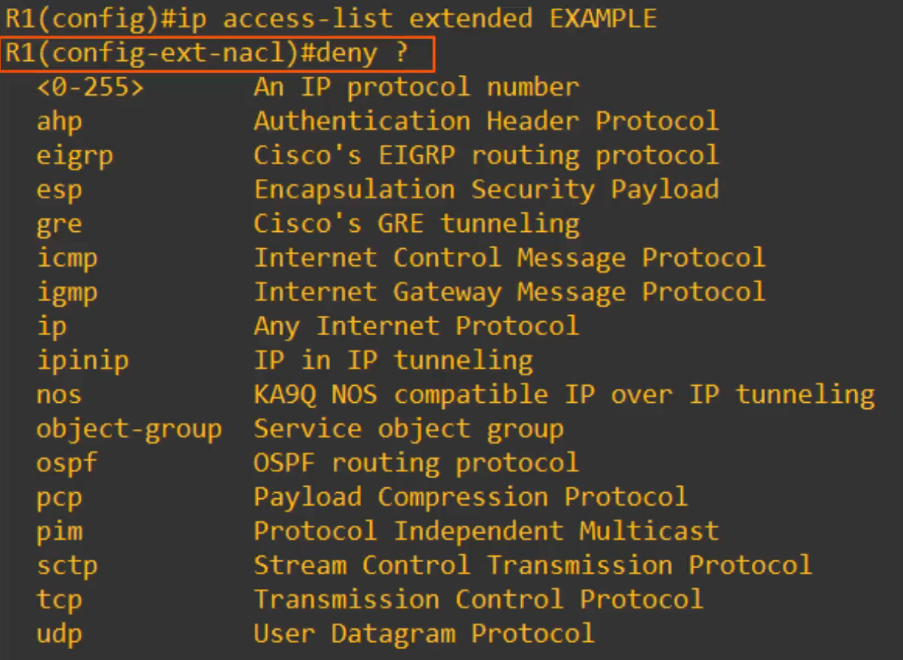 R1(config)#ip access-list extended EXAMPLE
R1(config-ext-nacl)#deny ?
<0-255> An IP protocol number
ahp Authentication Header Protocol
eigrp Cisco's EIGRP routing protocol
esp Encapsulation Security Payload
gre Cisco's GRE tunneling
icmp Internet Control Message Protocol
igmp Internet Gateway Message Protocol
ip Any Internet Protocol
ipinip IP in IP tunneling
nos KA9Q NOS compatible IP over IP tunneling
object-group Service object group
ospf OSPF routing protocol
pcp Payload Compression Protocol
pim Protocol Independent Multicast
sctp Stream Control Transmission Protocol
tcp Transmission Control Protocol
udp User Datagram Protocol